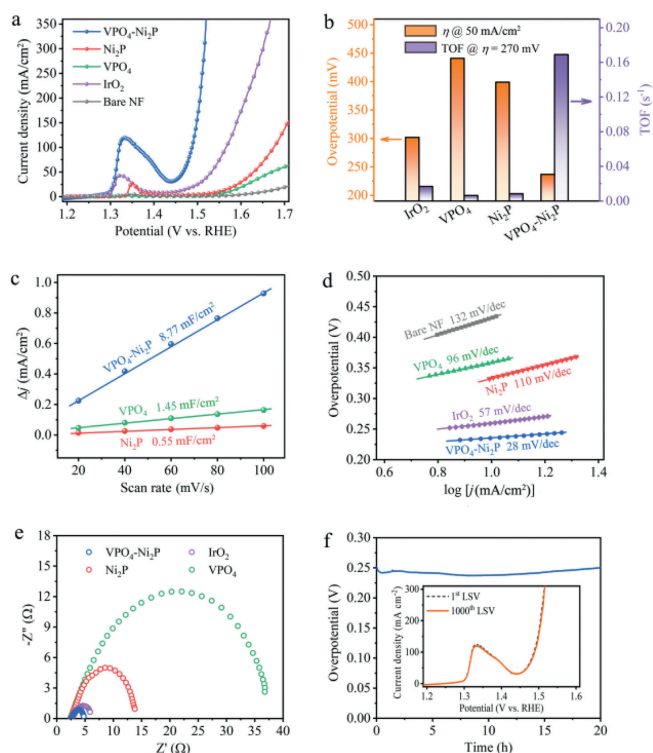 a
VPO₄-Ni₂P
Ni₂P
VPO₄
IrO₂
Bare NF
Current density (mA/cm²)
350
300
250
200
150
100
50
0
1.2 1.3 1.4 1.5 1.6 1.7
Potential (V vs. RHE)
b
η @ 50 mA/cm²
TOF @ η = 270 mV
Overpotential (mV)
500
450
400
350
300
250
200
TOF (s⁻¹)
0.20
0.16
0.12
0.08
0.04
0.00
IrO₂ VPO₄ Ni₂P VPO₄-Ni₂P
c
Δj (mA/cm²)
1.0
0.8
0.6
0.4
0.2
0.0
VPO₄-Ni₂P 8.77 mF/cm²
VPO₄ 1.45 mF/cm²
Ni₂P 0.55 mF/cm²
20 40 60 80 100
Scan rate (mV/s)
d
Overpotential (V)
0.50
0.45
0.40
0.35
0.30
0.25
0.20
Bare NF 132 mV/dec
VPO₄ 96 mV/dec
Ni₂P 110 mV/dec
IrO₂ 57 mV/dec
VPO₄-Ni₂P 28 mV/dec
0.6 0.8 1.0 1.2 1.4
log [j(mA/cm²)]
e
VPO₄-Ni₂P
IrO₂
Ni₂P
VPO₄
-Z'' (Ω)
18
15
12
9
6
3
0
0 5 10 15 20 25 30 35 40
Z' (Ω)
f
Overpotential (V)
0.30
0.25
0.20
0.15
0.10
0.05
0.00
Current density (mA cm⁻²)
300
200
100
0
1ˢᵗ LSV
1000ᵗʰ LSV
1.2 1.3 1.4 1.5 1.6
Potential (V vs. RHE)
0 5 10 15 20
Time (h)